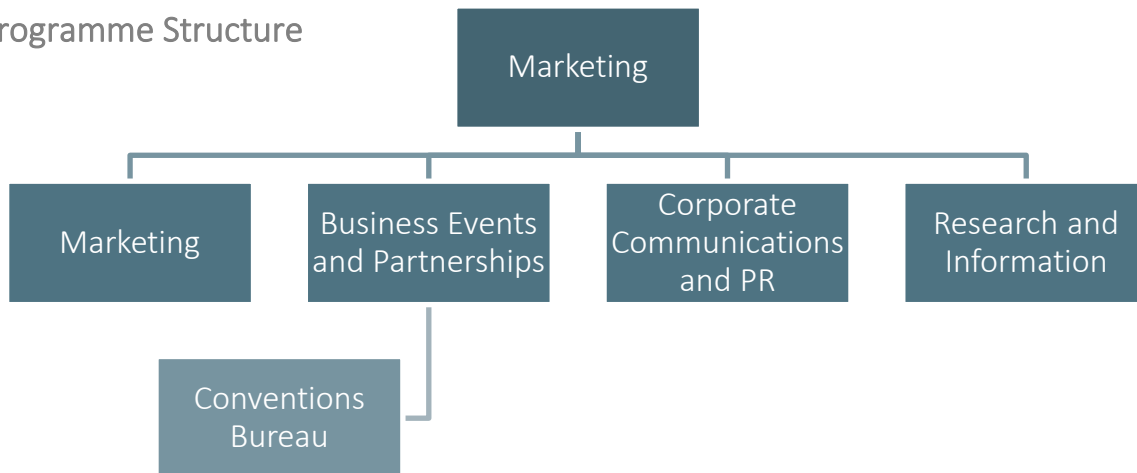 rogramme Structure
Marketing
Marketing
Business Events
and Partnerships
Corporate
Communications
and PR
Research and
Information
Conventions
Bureau